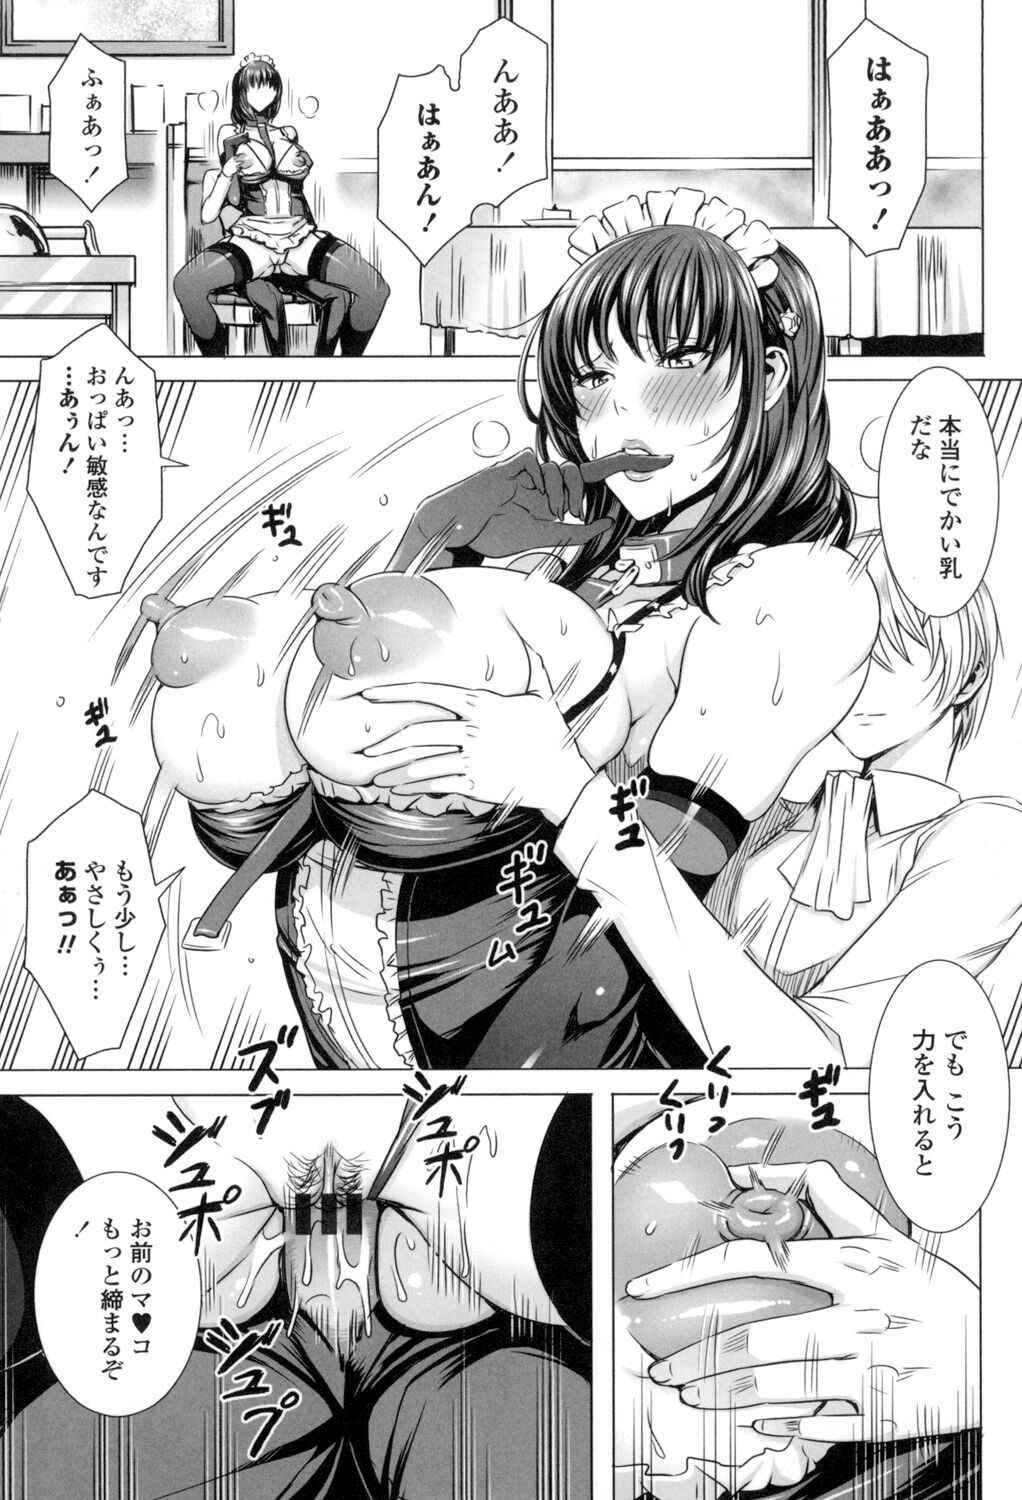 はぁああっ！
んああ！
はぁあん！
ふぁあっ！
本当にでかい乳
だな
んあっ…
おっぱい敏感なんです
…あぅん！
ギュ
ギュ
ギュ
ギュム
もう少し…
やさしくぅ…
あぁっ！！
でも こう
力を入れると
ギュ
くりっ
くりっ
ズブ
ジュポ
ジュポ
ジュプ
お前のマ♥コ
もっと締まるぞ
！